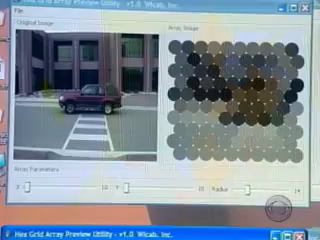 Hex Grid Array Preview Utility - v1.0 Wicab, Inc.
File
Original Image
Array Image
Array Parameters
X
10
Y
10
Radius
14
Hex Grid Array Preview Utility - v1.0 Wicab, Inc.